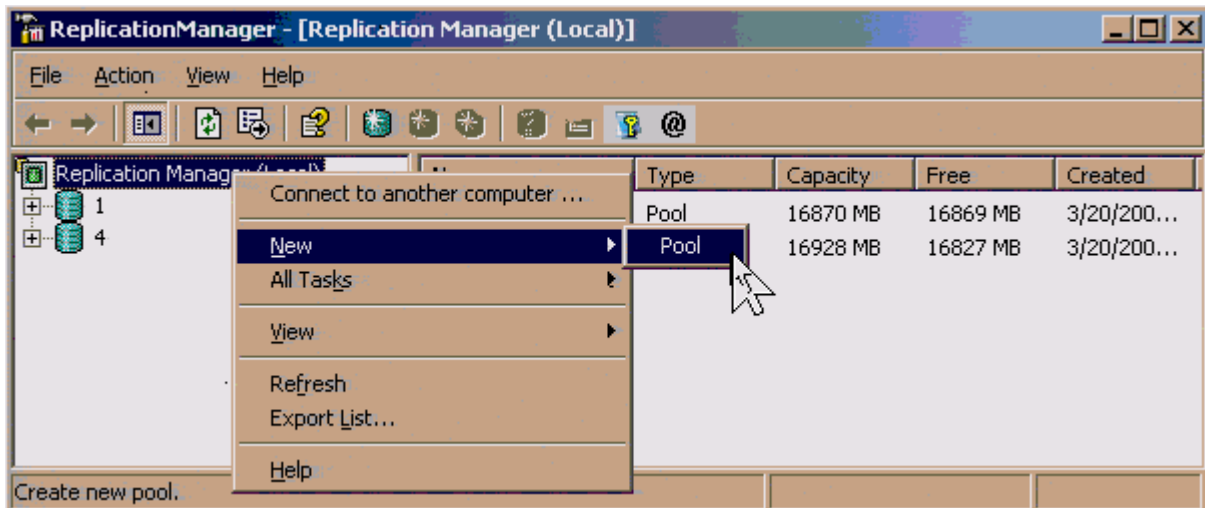 ReplicationManager - [Replication Manager (Local)]
File Action View Help
Replication Manager (Local) Type Capacity Free Created
1 Pool 16870 MB 16869 MB 3/20/200...
4 16928 MB 16827 MB 3/20/200...
Connect to another computer ...
New Pool
All Tasks
View
Refresh
Export List...
Help
Create new pool.